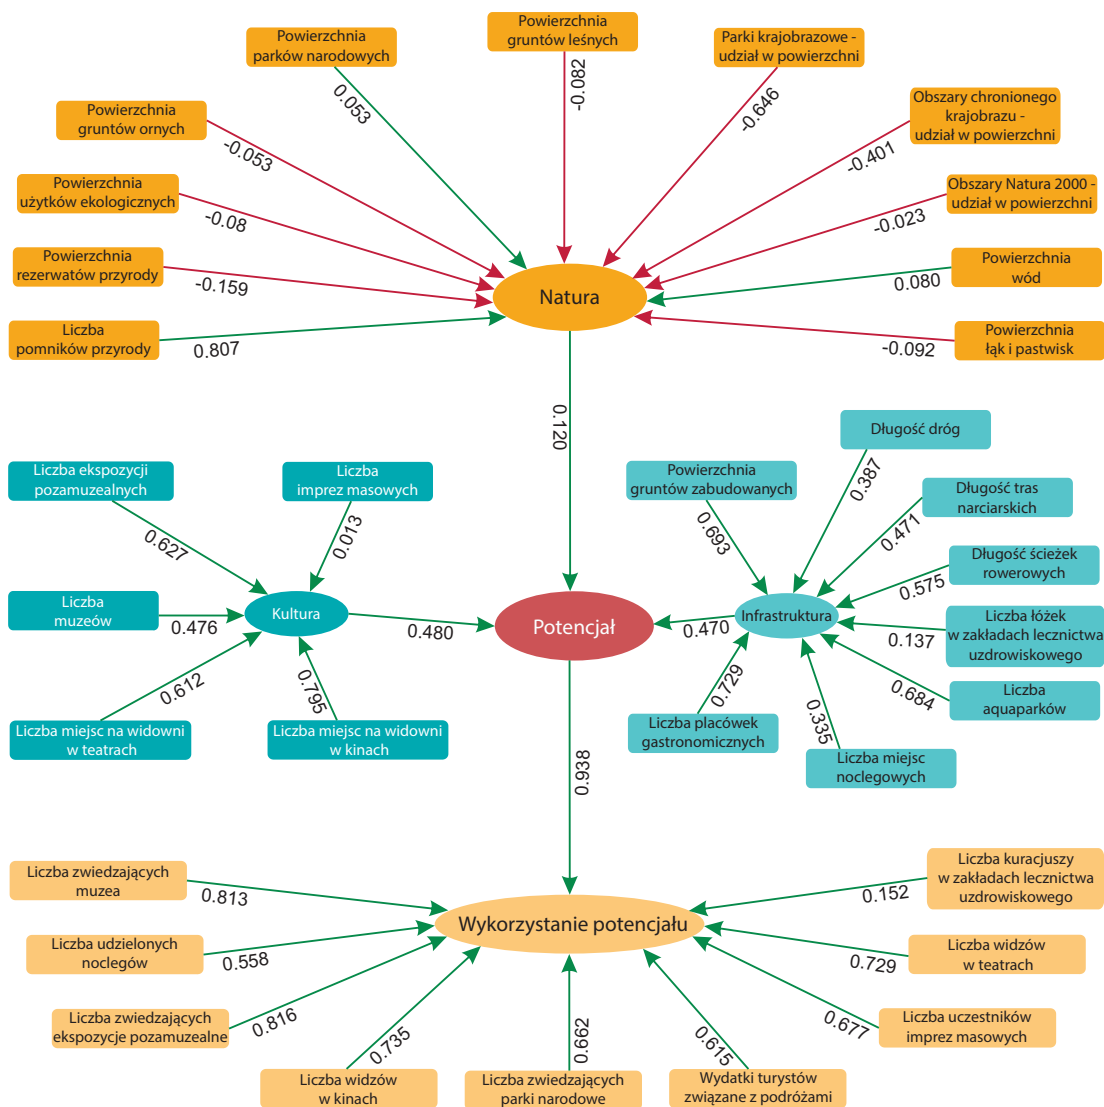 Powierzchnia
parków narodowych
Powierzchnia
gruntów leśnych
Parki krajobrazowe -
udział w powierzchni
Powierzchnia
gruntów ornych
Obszary chronionego
krajobrazu -
udział w powierzchni
Powierzchnia
użytków ekologicznych
Obszary Natura 2000 -
udział w powierzchni
Powierzchnia
rezerwatów przyrody
Powierzchnia
wód
Liczba
pomników przyrody
Powierzchnia
łąk i pastwisk
0.053
-0.082
-0.646
-0.053
-0.401
-0.08
-0.023
-0.159
0.080
0.807
-0.092
Natura
0.120
Liczba ekspozycji
pozamuzealnych
Liczba
imprez masowych
0.627
0.013
Liczba
muzeów
0.476
Kultura
0.480
0.612
0.795
Liczba miejsc na widowni
w teatrach
Liczba miejsc na widowni
w kinach
Potencjał
Długość dróg
Powierzchnia
gruntów zabudowanych
Długość tras
narciarskich
0.387
0.693
0.471
Długość ścieżek
rowerowych
0.575
Infrastruktura
0.470
Liczba łóżek
w zakładach lecznictwa
uzdrowiskowego
0.137
0.729
0.684
Liczba
aquaparków
0.335
Liczba placówek
gastronomicznych
Liczba miejsc
noclegowych
0.938
Liczba zwiedzających
muzea
0.813
Liczba kuracjuszy
w zakładach lecznictwa
uzdrowiskowego
0.152
Wykorzystanie potencjału
Liczba udzielonych
noclegów
0.558
Liczba widzów
w teatrach
0.729
Liczba zwiedzających
ekspozycje pozamuzealne
0.816
Liczba uczestników
imprez masowych
0.677
0.735
0.662
0.615
Liczba widzów
w kinach
Liczba zwiedzających
parki narodowe
Wydatki turystów
związane z podróżami